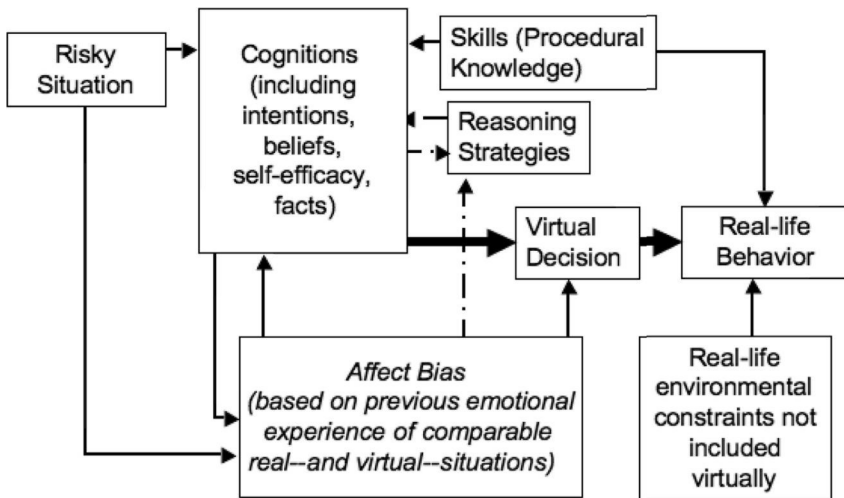 Risky
Situation
Cognitions
(including
intentions,
beliefs,
self-efficacy,
facts)
Skills (Procedural
Knowledge)
Reasoning
Strategies
Virtual
Decision
Real-life
Behavior
Affect Bias
(based on previous emotional
experience of comparable
real--and virtual--situations)
Real-life
environmental
constraints not
included
virtually